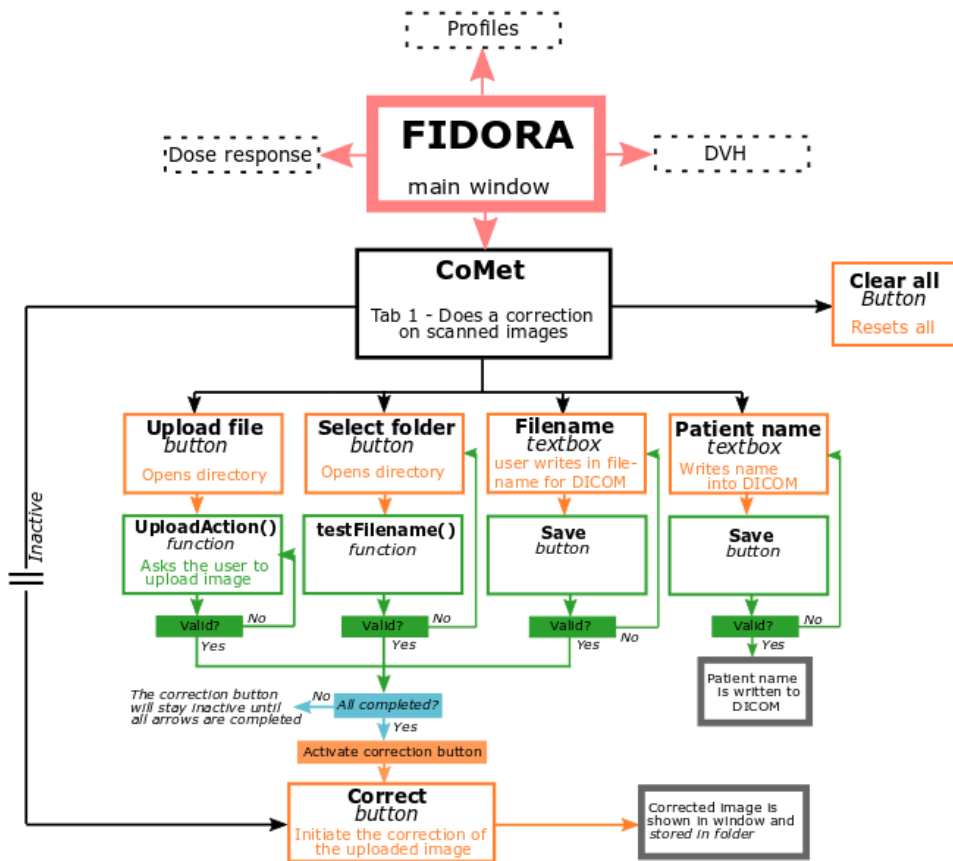 Profiles
FIDORA
main window
Dose response
DVH
CoMet
Tab 1 - Does a correction
on scanned images
Clear all
Button
Resets all
Inactive
Upload file
button
Opens directory
Select folder
button
Opens directory
Filename
textbox
user writes in file-
name for DICOM
Patient name
textbox
Writes name
into DICOM
UploadAction()
function
Asks the user to
upload image
testFilename()
function
Save
button
Save
button
Valid?
No
Yes
Valid?
No
Yes
Valid?
No
Yes
Valid?
No
Yes
Patient name
is written to
DICOM
The correction button
will stay inactive until
all arrows are completed
No
All completed?
Yes
Activate correction button
Correct
button
Initiate the correction of
the uploaded image
Corrected image is
shown in window and
stored in folder